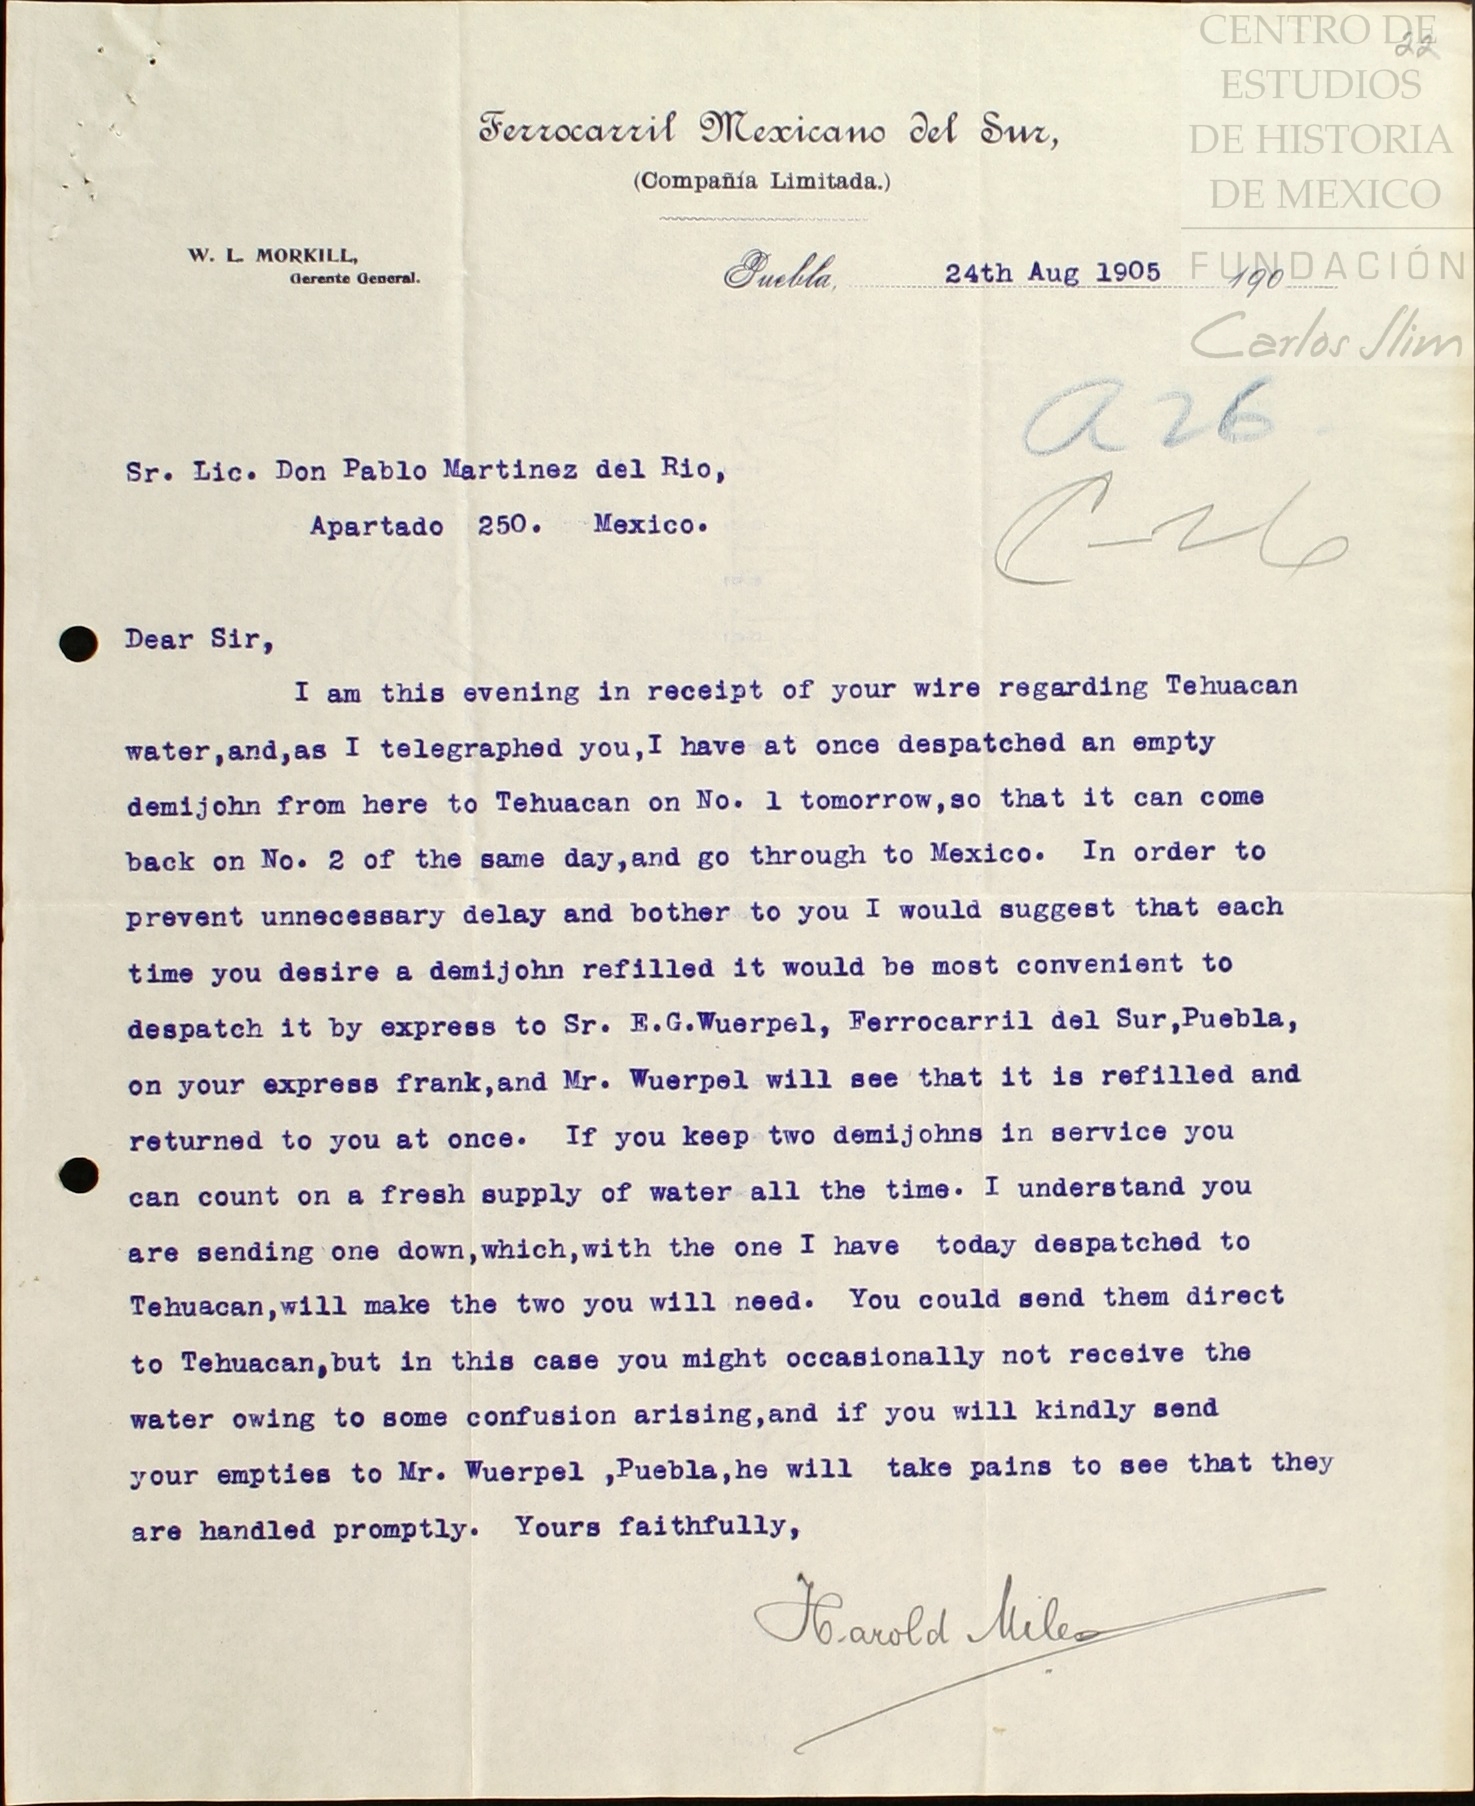 CENTRO DE
22
ESTUDIOS
DE HISTORIA
DE MEXICO
FUNDACIÓN
Carlos Slim
Ferrocarril Mexicano del Sur,
(Compañía Limitada.)
W. L. MORKILL,
Gerente General.
Puebla, 24th Aug 1905 190
a 26.
C-26
Sr. Lic. Don Pablo Martinez del Rio,
Apartado 250. Mexico.
Dear Sir,
I am this evening in receipt of your wire regarding Tehuacan
water,and,as I telegraphed you,I have at once despatched an empty
demijohn from here to Tehuacan on No. 1 tomorrow,so that it can come
back on No. 2 of the same day,and go through to Mexico. In order to
prevent unnecessary delay and bother to you I would suggest that each
time you desire a demijohn refilled it would be most convenient to
despatch it by express to Sr. E.G.Wuerpel, Ferrocarril del Sur,Puebla,
on your express frank,and Mr. Wuerpel will see that it is refilled and
returned to you at once. If you keep two demijohns in service you
can count on a fresh supply of water all the time. I understand you
are sending one down,which,with the one I have today despatched to
Tehuacan,will make the two you will need. You could send them direct
to Tehuacan,but in this case you might occasionally not receive the
water owing to some confusion arising,and if you will kindly send
your empties to Mr. Wuerpel ,Puebla,he will take pains to see that they
are handled promptly. Yours faithfully,
Harold Miles